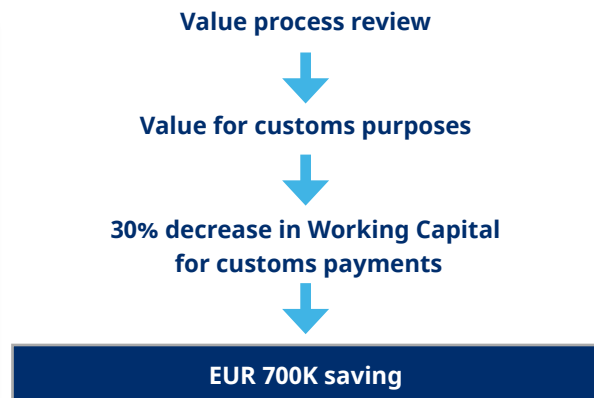 Value process review
Value for customs purposes
30% decrease in Working Capital
for customs payments
EUR 700K saving